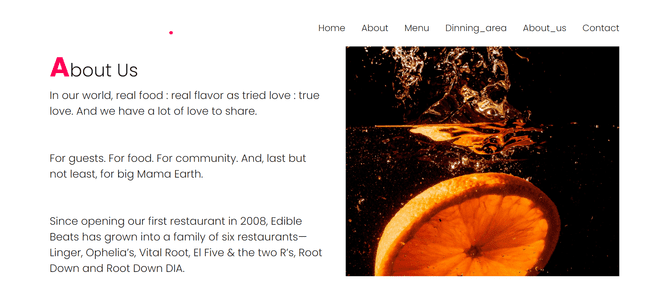 Home About Menu Dinning_area About_us Contact
About Us
In our world, real food : real flavor as tried love : true
love. And we have a lot of love to share.
For guests. For food. For community. And, last but
not least, for big Mama Earth.
Since opening our first restaurant in 2008, Edible
Beats has grown into a family of six restaurants—
Linger, Ophelia's, Vital Root, El Five & the two R's, Root
Down and Root Down DIA.